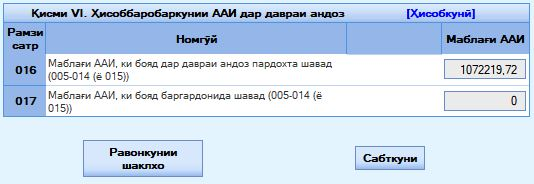 Қисми VI. Ҳисоббаробаркунии ААИ дар давраи андоз [Ҳисобкунӣ]
Рамзи сатр Номгӯй Маблағи ААИ
016 Маблағи ААИ, ки бояд дар давраи андоз пардохта шавад (005-014 (ё 015)) 1072219,72
017 Маблағи ААИ, ки бояд баргардонида шавад (005-014 (ё 015)) 0
Равонкунии шаклхо
Сабткуни